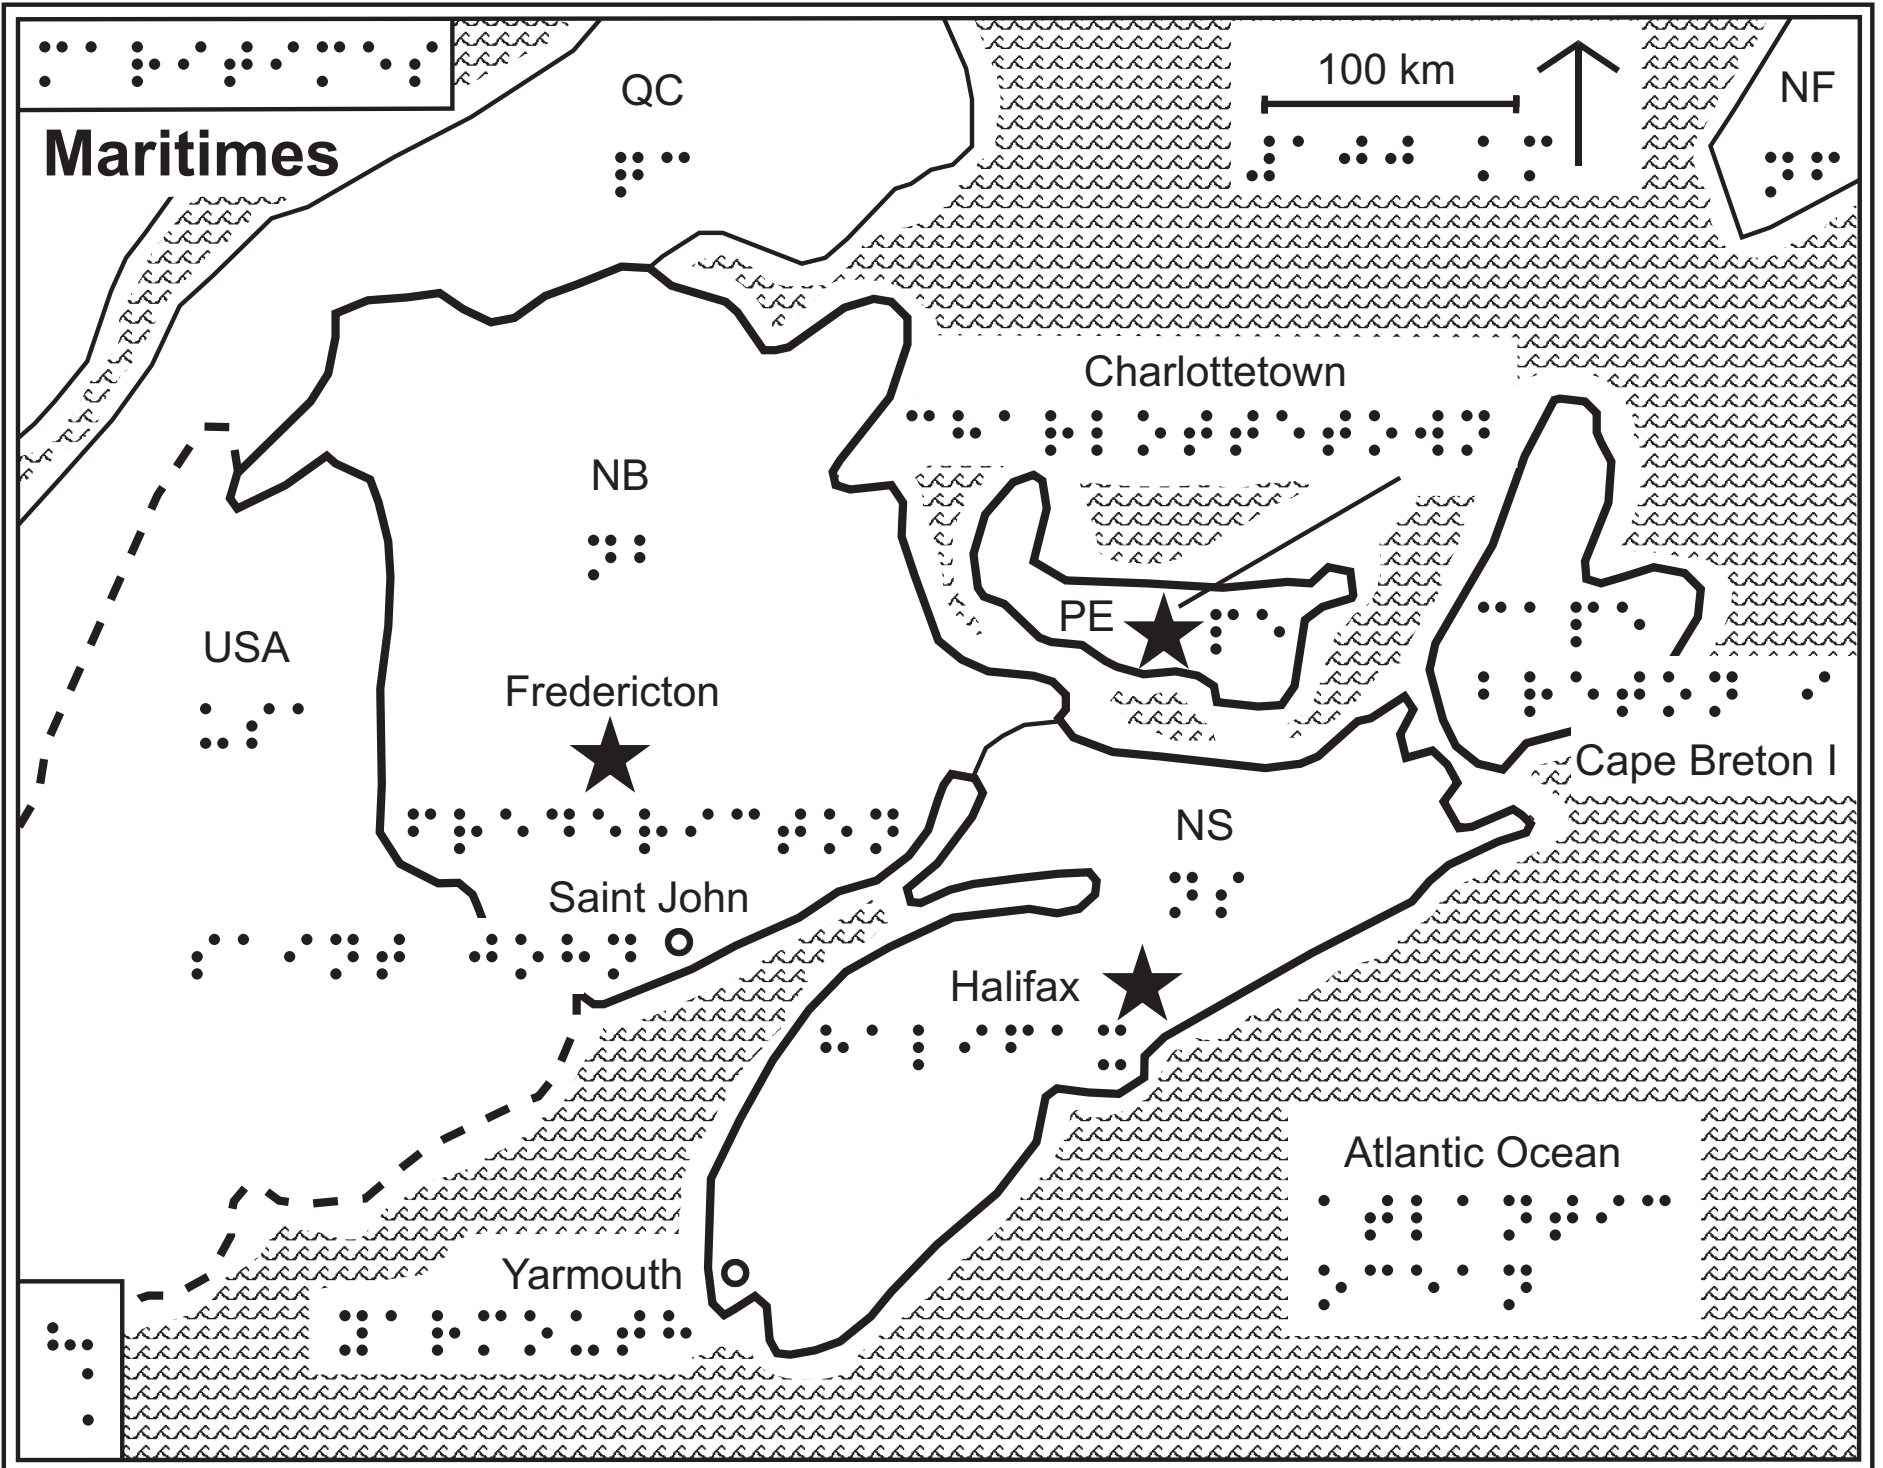 ⠍⠁⠗⠊⠞⠊⠍⠑⠎
Maritimes
QC
⠟⠉
100 km
⠼⠁⠚⠚ ⠅⠍
NF
⠝⠋
Charlottetown
⠉⠓⠁⠗⠇⠕⠞⠞⠑⠞⠕⠺⠝
NB
⠝⠃
PE ⠏⠑
USA
⠥⠎⠁
Fredericton
⠋⠗⠑⠙⠑⠗⠊⠉⠞⠕⠝
⠉⠁⠏⠑
⠃⠗⠑⠞⠕⠝ ⠊
Cape Breton I
NS
⠝⠎
Saint John
⠎⠁⠊⠝⠞ ⠚⠕⠓⠝
Halifax
⠓⠁⠇⠊⠋⠁⠭
Atlantic Ocean
⠁⠞⠇⠁⠝⠞⠊⠉
⠕⠉⠑⠁⠝
Yarmouth
⠽⠁⠗⠍⠕⠥⠞⠓